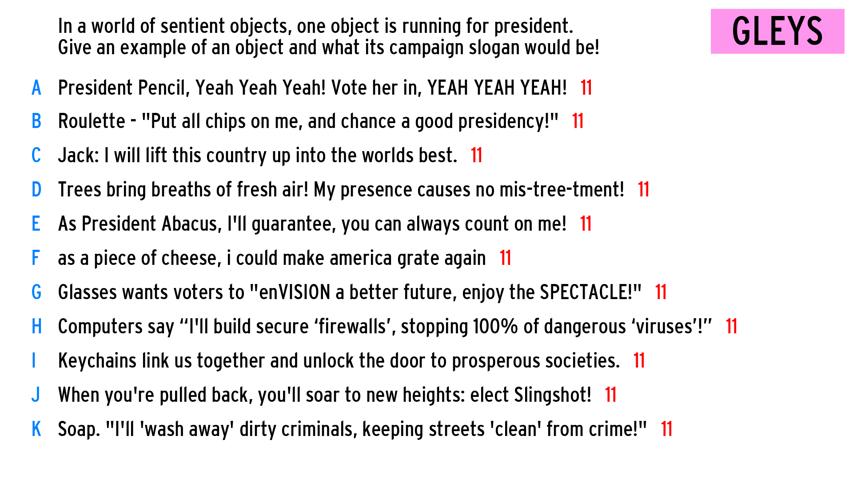 In a world of sentient objects, one object is running for president.
Give an example of an object and what its campaign slogan would be!
GLEYS
A President Pencil, Yeah Yeah Yeah! Vote her in, YEAH YEAH YEAH! 11
B Roulette - "Put all chips on me, and chance a good presidency!" 11
C Jack: I will lift this country up into the worlds best. 11
D Trees bring breaths of fresh air! My presence causes no mis-tree-tment! 11
E As President Abacus, I'll guarantee, you can always count on me! 11
F as a piece of cheese, i could make america grate again 11
G Glasses wants voters to "enVISION a better future, enjoy the SPECTACLE!" 11
H Computers say “I'll build secure ‘firewalls’, stopping 100% of dangerous ‘viruses’!” 11
I Keychains link us together and unlock the door to prosperous societies. 11
J When you're pulled back, you'll soar to new heights: elect Slingshot! 11
K Soap. "I'll 'wash away' dirty criminals, keeping streets 'clean' from crime!" 11